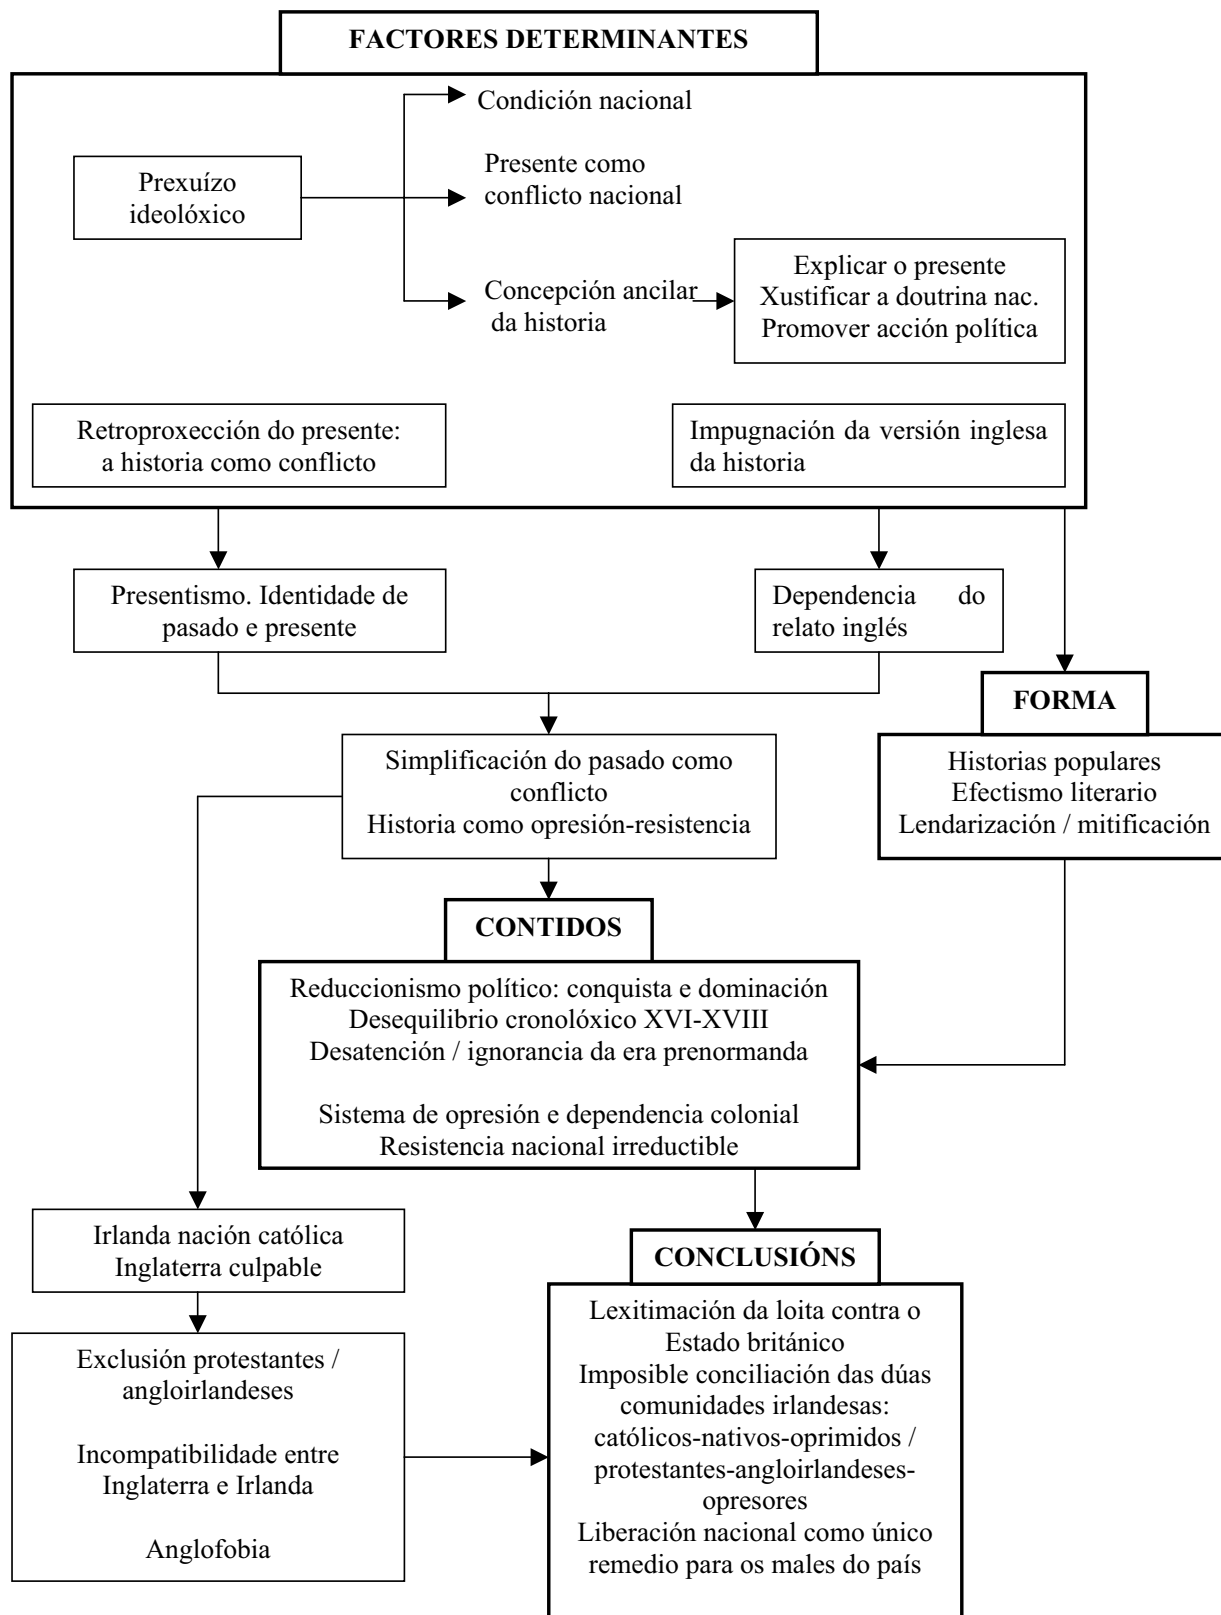 FACTORES DETERMINANTES
Condición nacional
Prexuízo
ideolóxico
Presente como
conflicto nacional
Concepción ancilar
da historia
Explicar o presente
Xustificar a doutrina nac.
Promover acción política
Retroproxección do presente:
a historia como conflicto
Impugnación da versión inglesa
da historia
Presentismo. Identidade de
pasado e presente
Dependencia do
relato inglés
FORMA
Historias populares
Efectismo literario
Lendarización / mitificación
Simplificación do pasado como
conflicto
Historia como opresión-resistencia
CONTIDOS
Reduccionismo político: conquista e dominación
Desequilibrio cronolóxico XVI-XVIII
Desatención / ignorancia da era prenormanda
Sistema de opresión e dependencia colonial
Resistencia nacional irreductible
Irlanda nación católica
Inglaterra culpable
Exclusión protestantes /
angloirlandeses
Incompatibilidade entre
Inglaterra e Irlanda
Anglofobia
CONCLUSIÓNS
Lexitimación da loita contra o
Estado británico
Imposible conciliación das dúas
comunidades irlandesas:
católicos-nativos-oprimidos /
protestantes-angloirlandeses-
opresores
Liberación nacional como único
remedio para os males do país